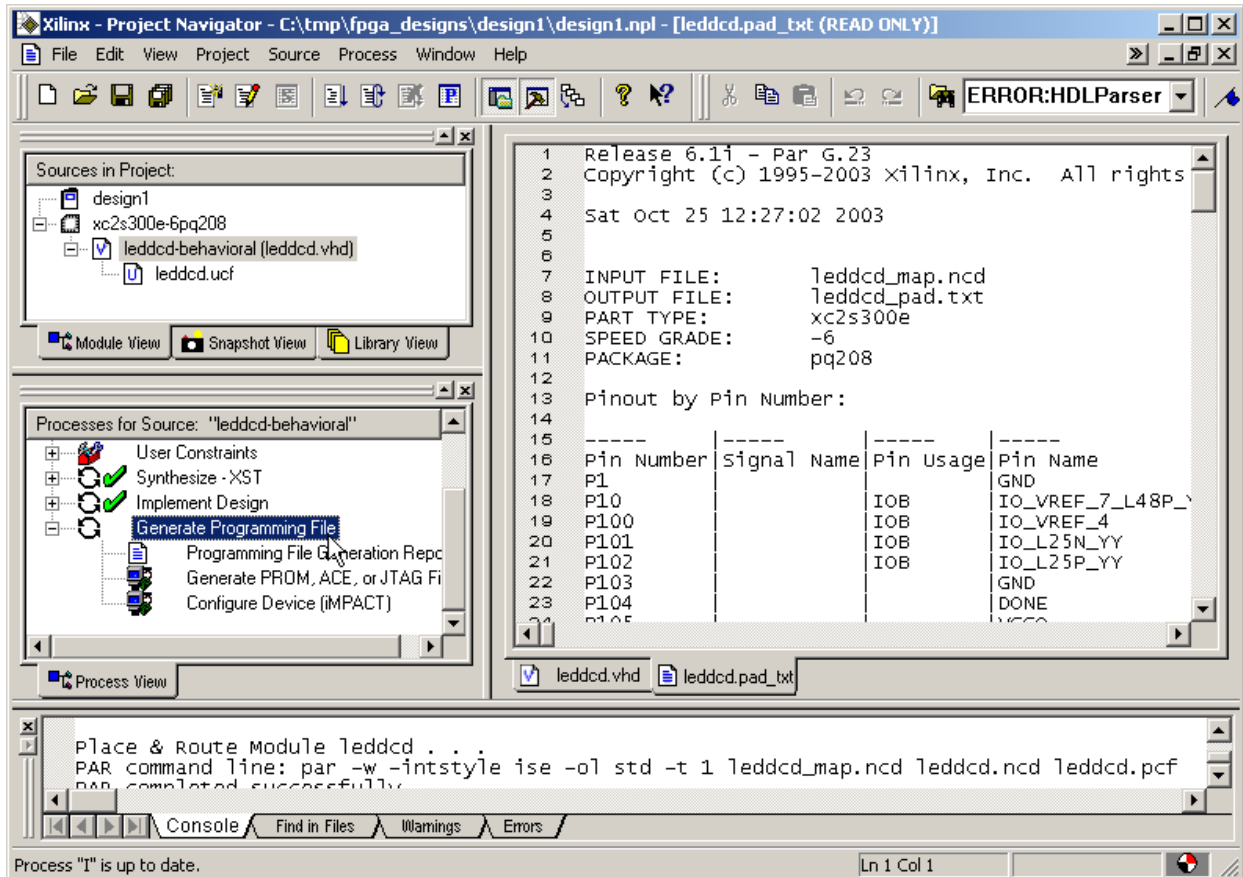 Xilinx - Project Navigator - C:\tmp\fpga_designs\design1\design1.npl - [leddcd.pad_txt (READ ONLY)]
File Edit View Project Source Process Window Help
ERROR:HDLParser
Sources in Project:
design1
xc2s300e-6pq208
leddcd-behavioral (leddcd.vhd)
leddcd.ucf
Module View Snapshot View Library View
Processes for Source: "leddcd-behavioral"
User Constraints
Synthesize - XST
Implement Design
Generate Programming File
Programming File Generation Repo
Generate PROM, ACE, or JTAG Fi
Configure Device (iMPACT)
Process View
1 Release 6.1i - Par G.23
2 Copyright (c) 1995-2003 Xilinx, Inc. All rights
3
4 Sat Oct 25 12:27:02 2003
5
6
7 INPUT FILE: leddcd_map.ncd
8 OUTPUT FILE: leddcd_pad.txt
9 PART TYPE: xc2s300e
10 SPEED GRADE: -6
11 PACKAGE: pq208
12
13 Pinout by Pin Number:
14
15 -----|-----|-----|-----
16 Pin Number|Signal Name|Pin Usage|Pin Name
17 P1 | | |GND
18 P10 | |IOB |IO_VREF_7_L48P_Y
19 P100 | |IOB |IO_VREF_4
20 P101 | |IOB |IO_L25N_YY
21 P102 | |IOB |IO_L25P_YY
22 P103 | | |GND
23 P104 | | |DONE
24 P105 | | |VCCO
leddcd.vhd leddcd.pad_txt
Place & Route Module leddcd . . .
PAR command line: par -w -intstyle ise -ol std -t 1 leddcd_map.ncd leddcd.ncd leddcd.pcf
PAR completed successfully
Console Find in Files Warnings Errors
Process "I" is up to date.
Ln 1 Col 1